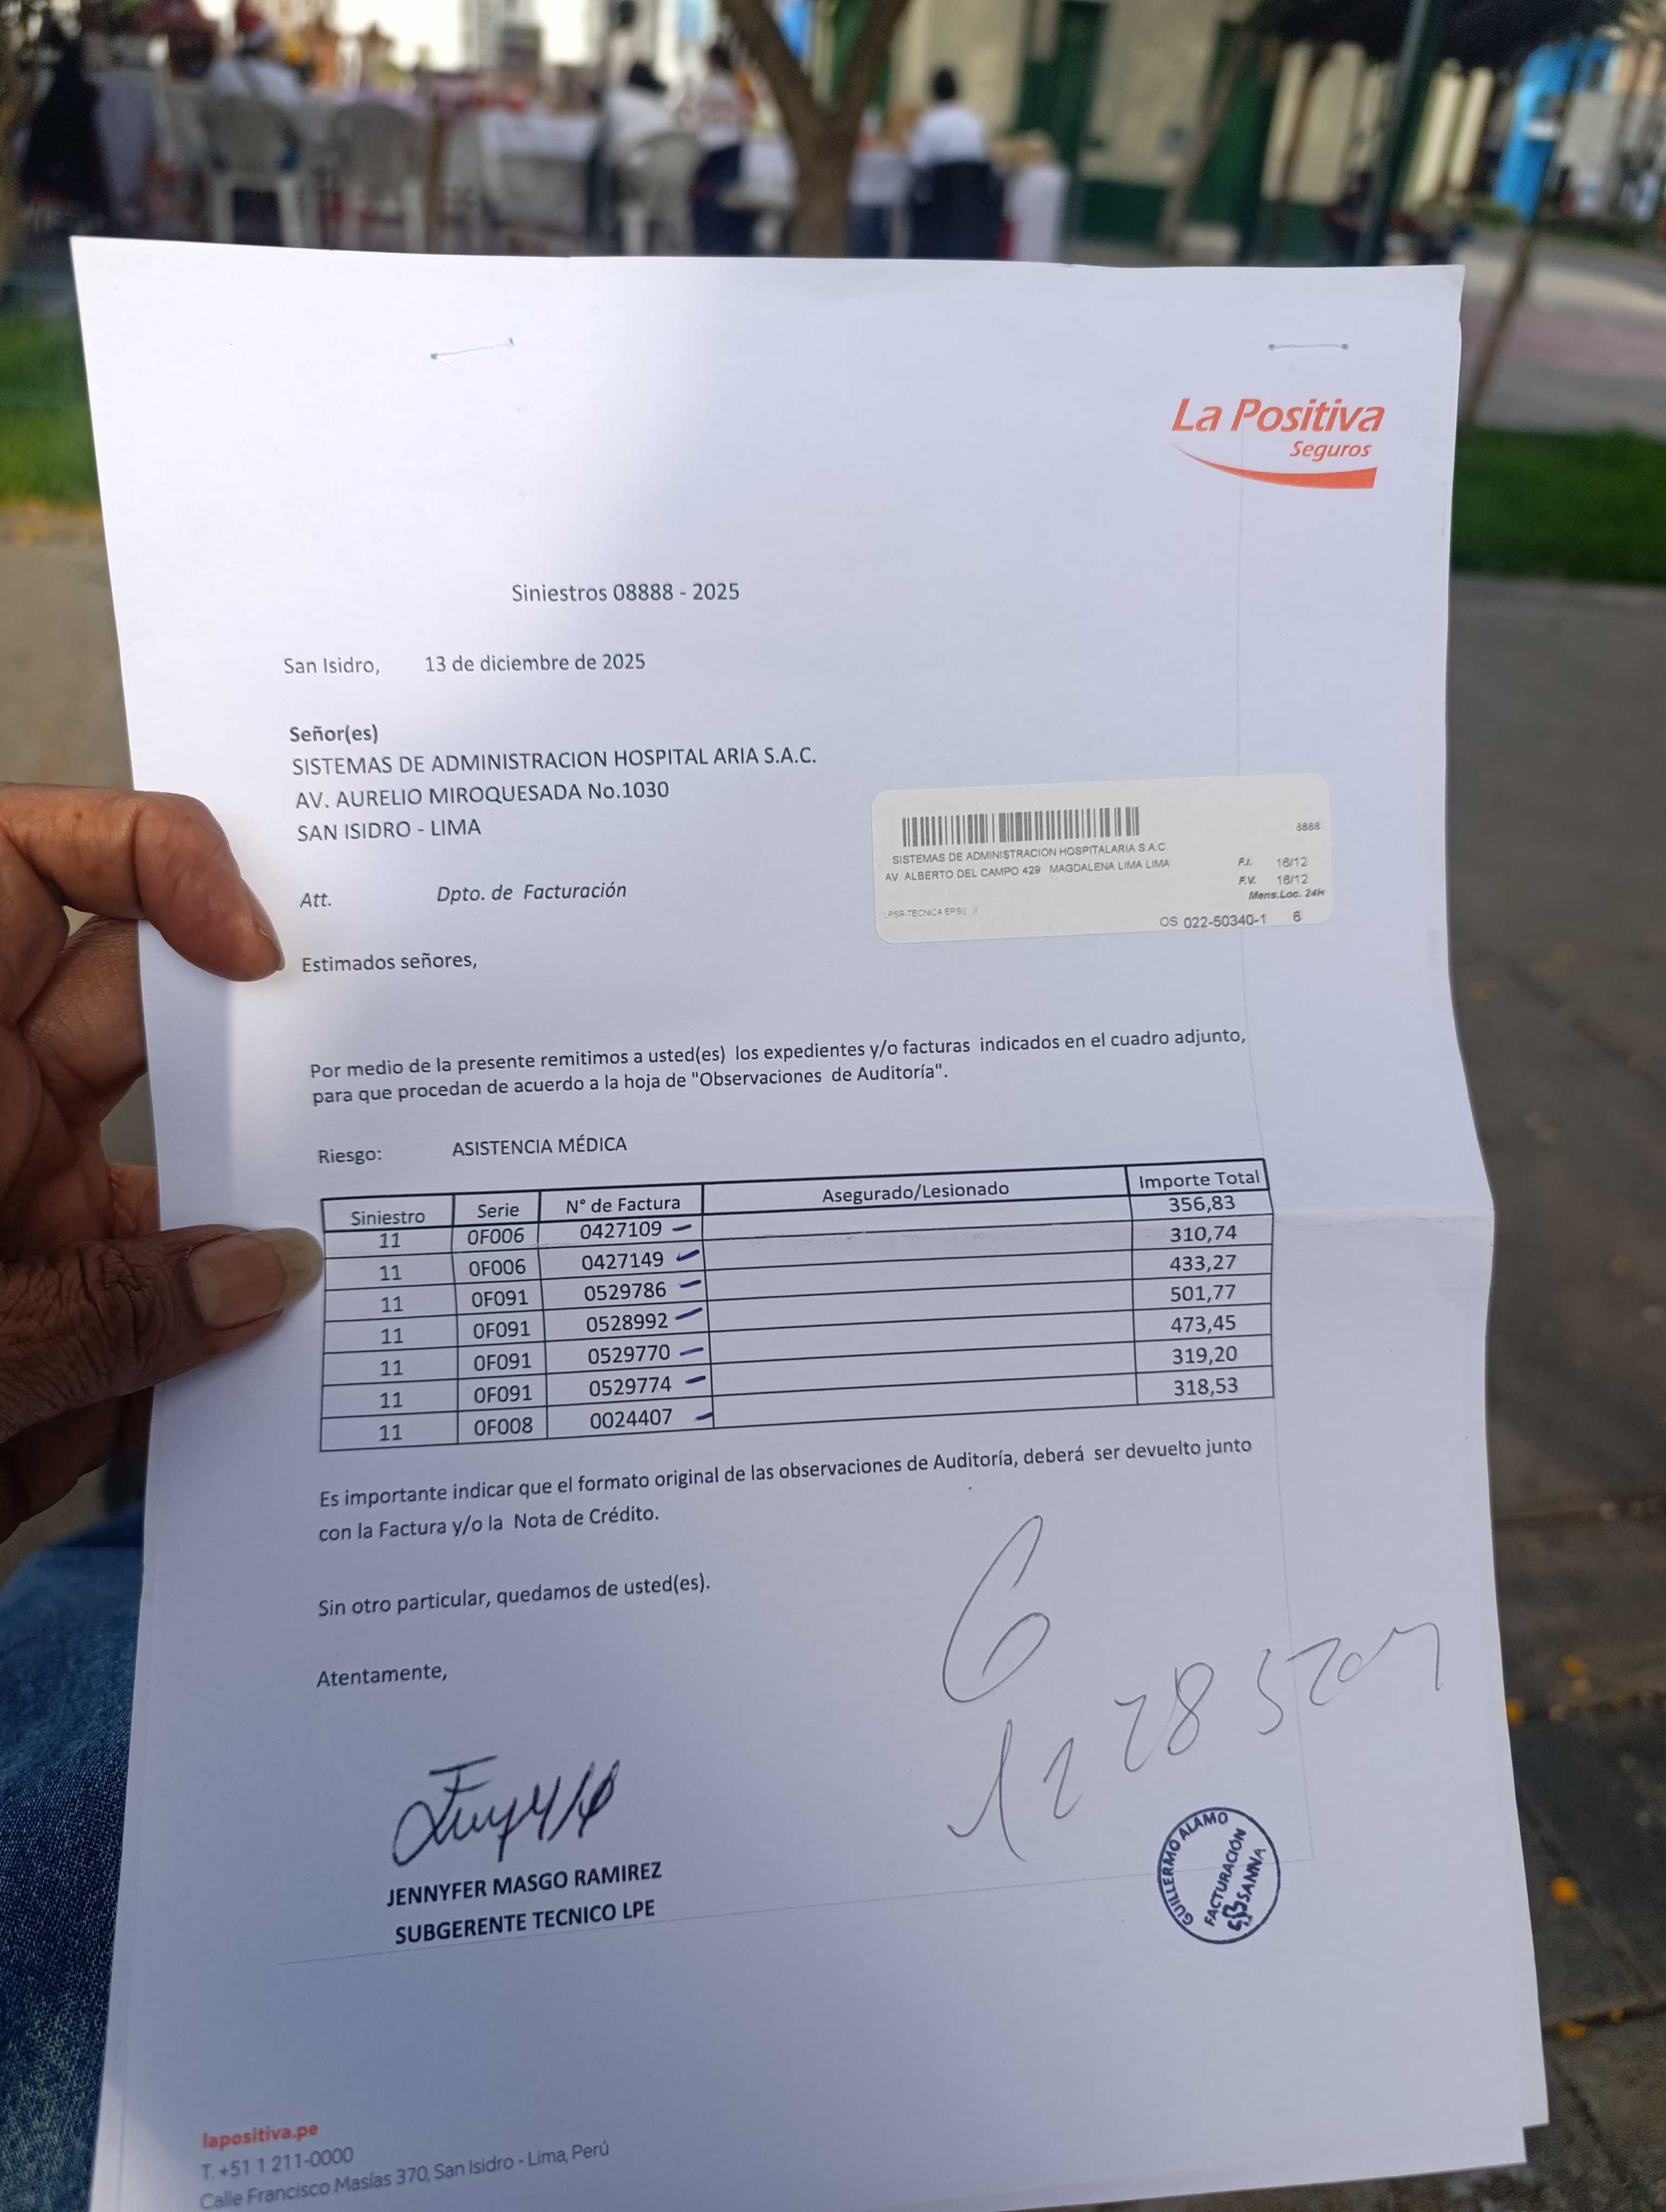 La Positiva
Seguros
Siniestros 08888 - 2025
San Isidro, 13 de diciembre de 2025
Señor(es)
SISTEMAS DE ADMINISTRACION HOSPITAL ARIA S.A.C.
AV. AURELIO MIROQUESADA No.1030
SAN ISIDRO - LIMA
8888
SISTEMAS DE ADMINISTRACION HOSPITALARIA S.A.C
AV. ALBERTO DEL CAMPO 429 MAGDALENA LIMA LIMA
F.I. 16/12
F.V. 16/12
Mens.Loc. 24H
LPSR-TECNICA EPS(( ))
OS 022-50340-1 6
Att. Dpto. de Facturación
Estimados señores,
Por medio de la presente remitimos a usted(es) los expedientes y/o facturas indicados en el cuadro adjunto,
para que procedan de acuerdo a la hoja de "Observaciones de Auditoría".
Riesgo: ASISTENCIA MÉDICA
Siniestro Serie N° de Factura Asegurado/Lesionado Importe Total
11 0F006 0427109 356,83
11 0F006 0427149 310,74
11 0F091 0529786 433,27
11 0F091 0528992 501,77
11 0F091 0529770 473,45
11 0F091 0529774 319,20
11 0F008 0024407 318,53
Es importante indicar que el formato original de las observaciones de Auditoría, deberá ser devuelto junto
con la Factura y/o la Nota de Crédito.
Sin otro particular, quedamos de usted(es).
Atentamente,
6
JENNYFER MASGO RAMIREZ
SUBGERENTE TECNICO LPE
GUILLERMO ALAMO
FACTURACIÓN
SANNA
lapositiva.pe
T. +51 1 211-0000
Calle Francisco Masías 370, San Isidro - Lima, Perú